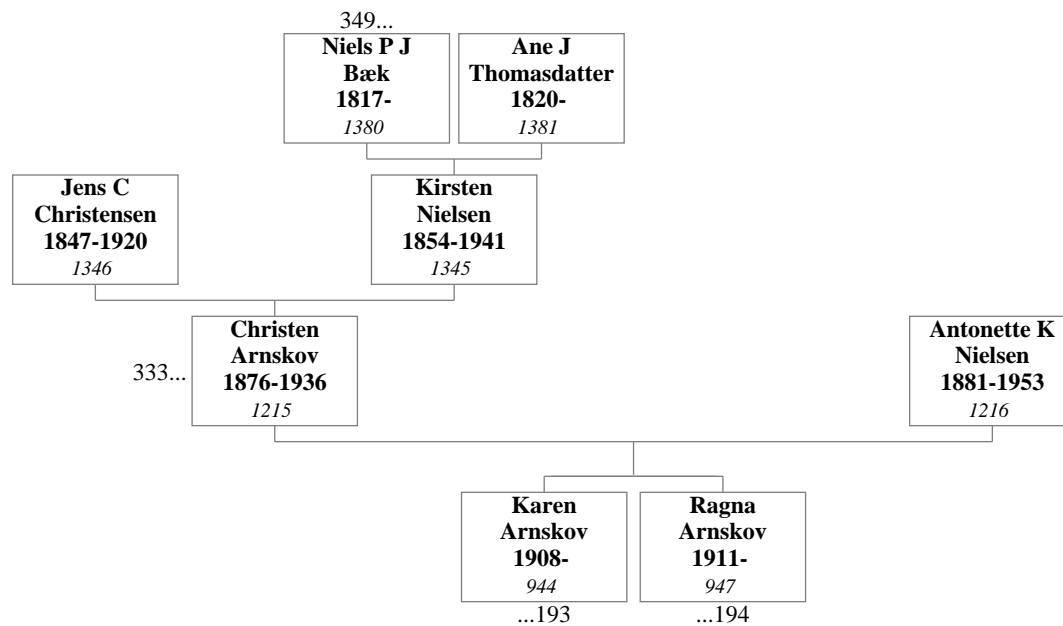 349...
Niels P J
Bæk
1817-
1380
Ane J
Thomasdatter
1820-
1381
Jens C
Christensen
1847-1920
1346
Kirsten
Nielsen
1854-1941
1345
333...
Christen
Arnskov
1876-1936
1215
Antonette K
Nielsen
1881-1953
1216
Karen
Arnskov
1908-
944
...193
Ragna
Arnskov
1911-
947
...194